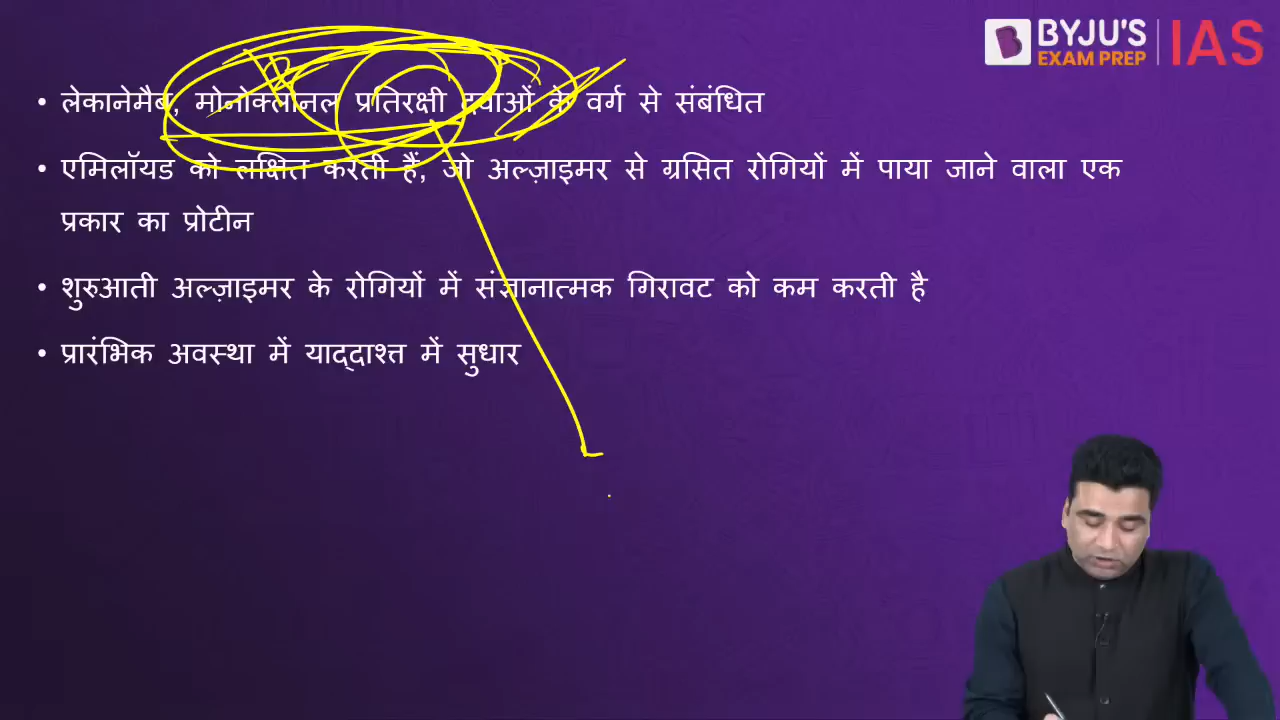 BYJU'S
EXAM PREP
IAS
• लेकानेमैब, मोनोक्लोनल प्रतिरक्षी दवाओं के वर्ग से संबंधित
• एमिलॉयड को लक्षित करती हैं, जो अल्ज़ाइमर से ग्रसित रोगियों में पाया जाने वाला एक
प्रकार का प्रोटीन
• शुरुआती अल्ज़ाइमर के रोगियों में संज्ञानात्मक गिरावट को कम करती है
• प्रारंभिक अवस्था में याद्दाश्त में सुधार